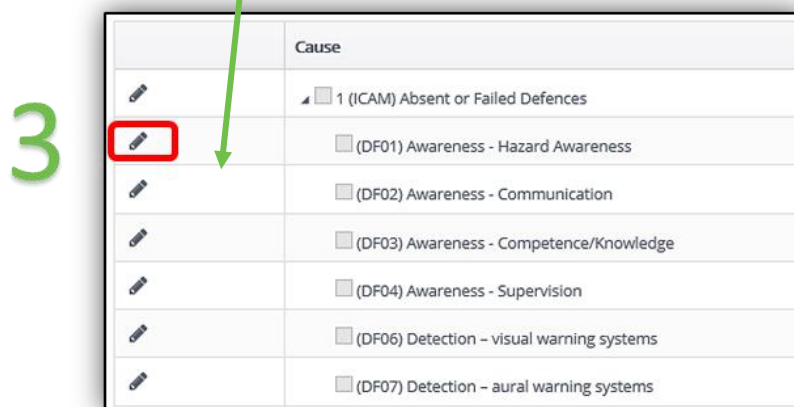 3
Cause
1 (ICAM) Absent or Failed Defences
(DF01) Awareness - Hazard Awareness
(DF02) Awareness - Communication
(DF03) Awareness - Competence/Knowledge
(DF04) Awareness - Supervision
(DF06) Detection – visual warning systems
(DF07) Detection – aural warning systems